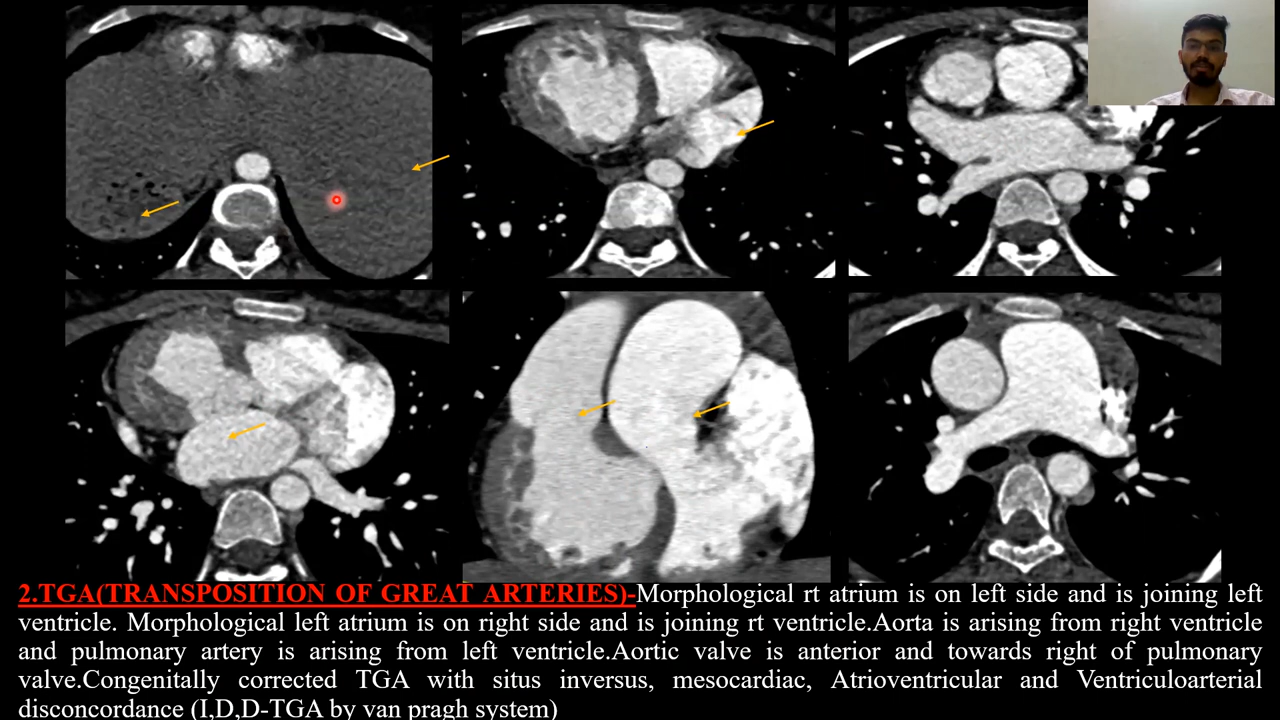 2.TGA(TRANSPOSITION OF GREAT ARTERIES)-Morphological rt atrium is on left side and is joining left
ventricle. Morphological left atrium is on right side and is joining rt ventricle.Aorta is arising from right ventricle
and pulmonary artery is arising from left ventricle.Aortic valve is anterior and towards right of pulmonary
valve.Congenitally corrected TGA with situs inversus, mesocardiac, Atrioventricular and Ventriculoarterial
disconcordance (I,D,D-TGA by van pragh system)